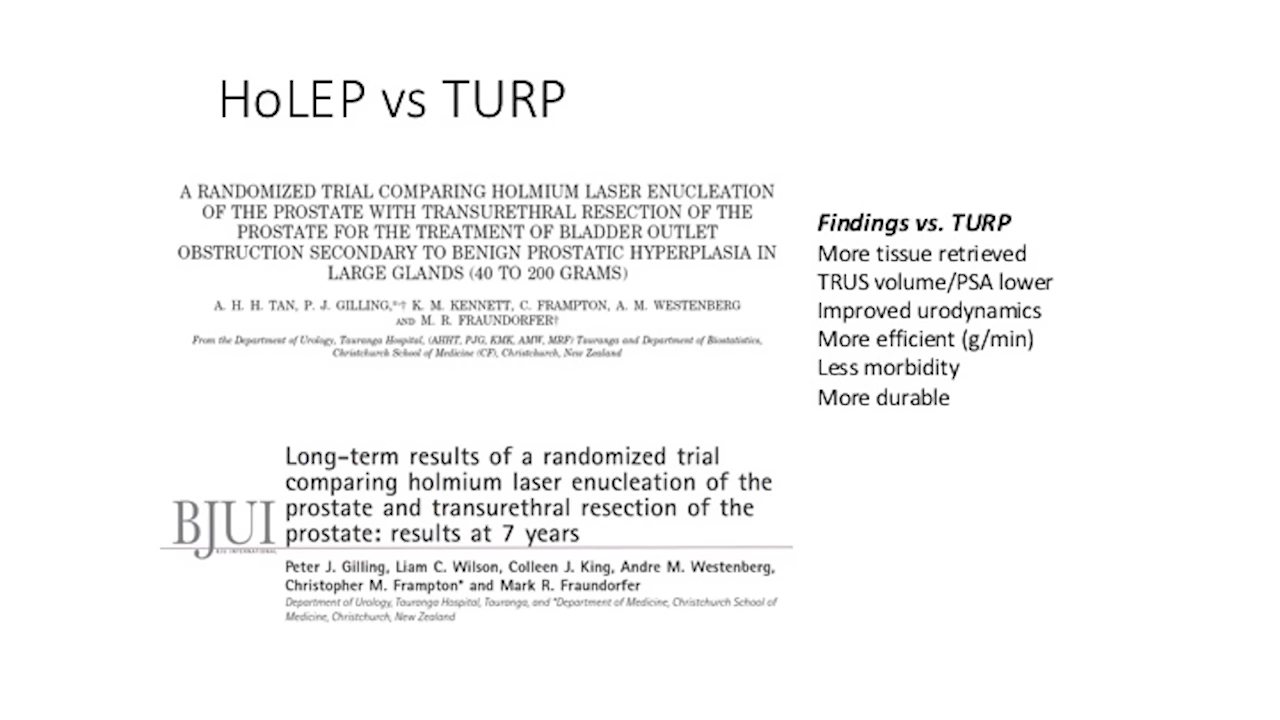 HoLEP vs TURP
A RANDOMIZED TRIAL COMPARING HOLMIUM LASER ENUCLEATION
OF THE PROSTATE WITH TRANSURETHRAL RESECTION OF THE
PROSTATE FOR THE TREATMENT OF BLADDER OUTLET
OBSTRUCTION SECONDARY TO BENIGN PROSTATIC HYPERPLASIA IN
LARGE GLANDS (40 TO 200 GRAMS)
A. H. H. TAN, P. J. GILLING,*† K. M. KENNETT, C. FRAMPTON, A. M. WESTENBERG
AND M. R. FRAUNDORFER†
From the Department of Urology, Tauranga Hospital, (AHHT, PJG, KMK, AMW, MRF) Tauranga and Department of Biostatistics,
Christchurch School of Medicine (CF), Christchurch, New Zealand
Findings vs. TURP
More tissue retrieved
TRUS volume/PSA lower
Improved urodynamics
More efficient (g/min)
Less morbidity
More durable
Long-term results of a randomized trial
comparing holmium laser enucleation of the
prostate and transurethral resection of the
prostate: results at 7 years
BJUI
BJU INTERNATIONAL
Peter J. Gilling, Liam C. Wilson, Colleen J. King, Andre M. Westenberg,
Christopher M. Frampton* and Mark R. Fraundorfer
Department of Urology, Tauranga Hospital, Tauranga, and *Department of Medicine, Christchurch School of
Medicine, Christchurch, New Zealand